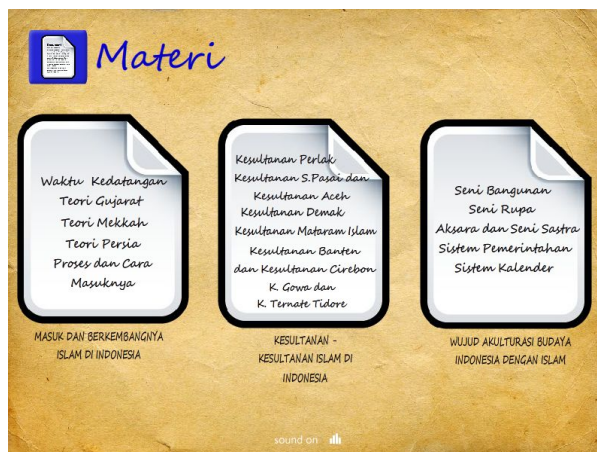 Materi
Waktu Kedatangan
Teori Gujarat
Teori Mekkah
Teori Persia
Proses dan Cara
Masuknya
MASUK DAN BERKEMBANGNYA
ISLAM DI INDONESIA
Kesultanan Perlak
Kesultanan S.Pasai dan
Kesultanan Aceh
Kesultanan Demak
Kesultanan Mataram Islam
Kesultanan Banten
dan Kesultanan Cirebon
K. Gowa dan
K. Ternate Tidore
KESULTANAN -
KESULTANAN ISLAM DI
INDONESIA
Seni Bangunan
Seni Rupa
Aksara dan Seni Sastra
Sistem Pemerintahan
Sistem Kalender
WUJUD AKULTURASI BUDAYA
INDONESIA DENGAN ISLAM
sound on